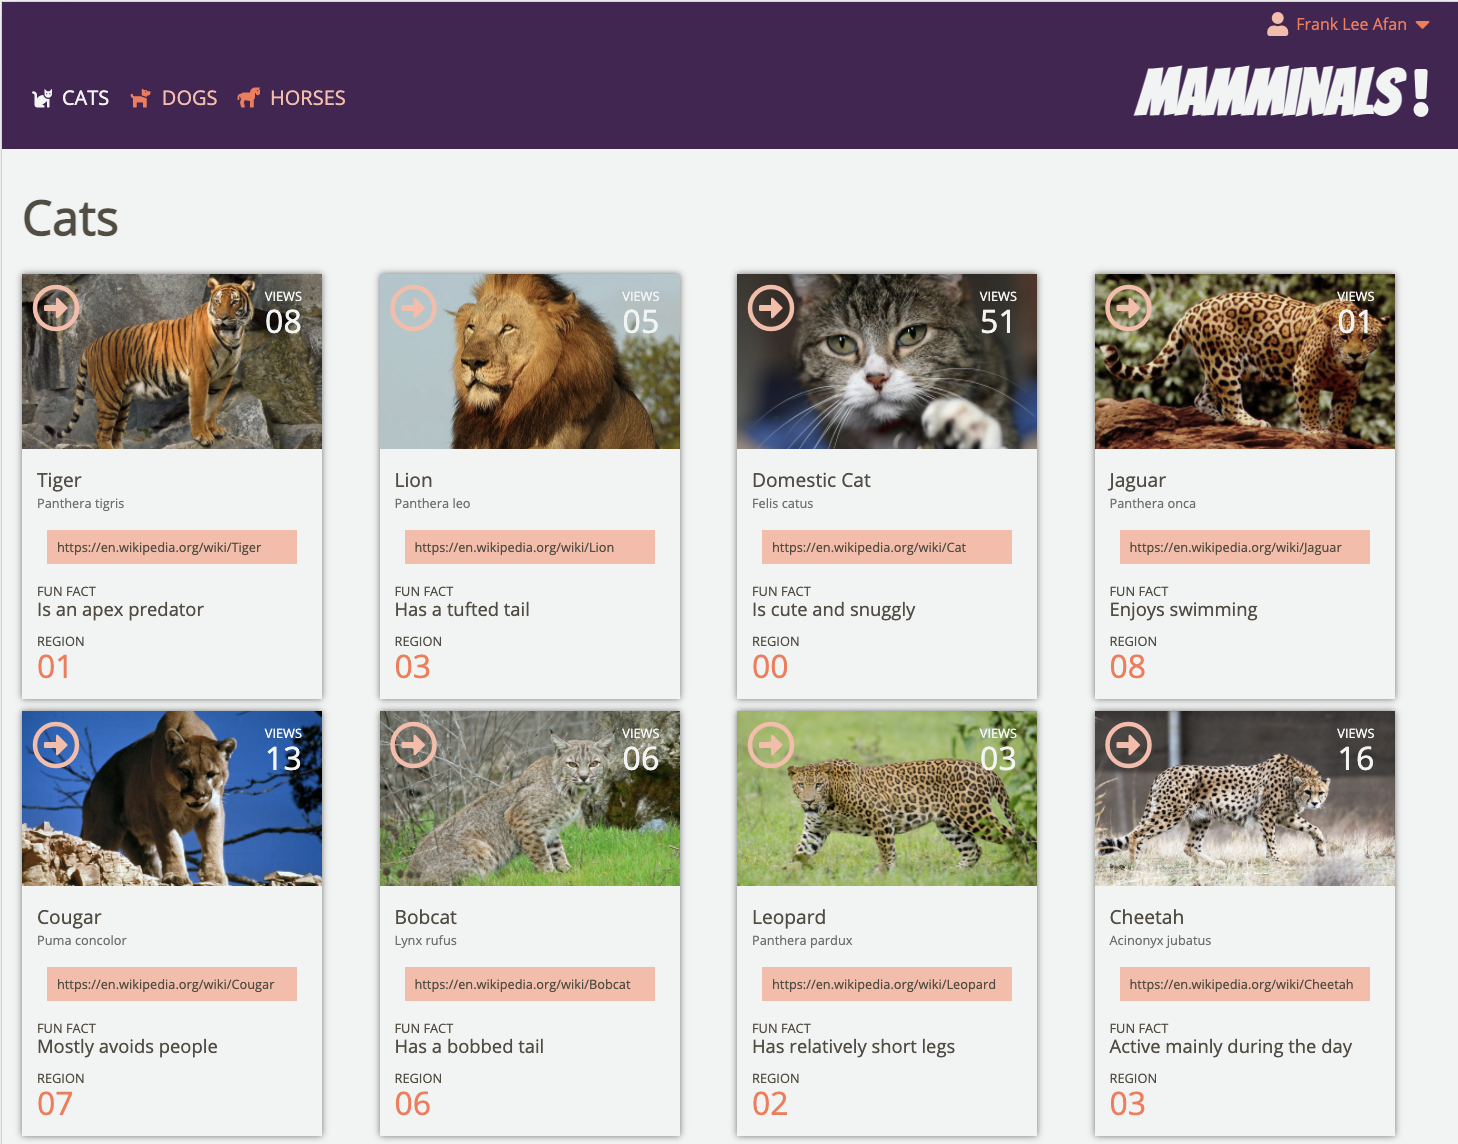 Frank Lee Afan
CATS DOGS HORSES
MAMMINALS!
Cats
VIEWS
08
Tiger
Panthera tigris
https://en.wikipedia.org/wiki/Tiger
FUN FACT
Is an apex predator
REGION
01
VIEWS
05
Lion
Panthera leo
https://en.wikipedia.org/wiki/Lion
FUN FACT
Has a tufted tail
REGION
03
VIEWS
51
Domestic Cat
Felis catus
https://en.wikipedia.org/wiki/Cat
FUN FACT
Is cute and snuggly
REGION
00
VIEWS
01
Jaguar
Panthera onca
https://en.wikipedia.org/wiki/Jaguar
FUN FACT
Enjoys swimming
REGION
08
VIEWS
13
Cougar
Puma concolor
https://en.wikipedia.org/wiki/Cougar
FUN FACT
Mostly avoids people
REGION
07
VIEWS
06
Bobcat
Lynx rufus
https://en.wikipedia.org/wiki/Bobcat
FUN FACT
Has a bobbed tail
REGION
06
VIEWS
03
Leopard
Panthera pardux
https://en.wikipedia.org/wiki/Leopard
FUN FACT
Has relatively short legs
REGION
02
VIEWS
16
Cheetah
Acinonyx jubatus
https://en.wikipedia.org/wiki/Cheetah
FUN FACT
Active mainly during the day
REGION
03